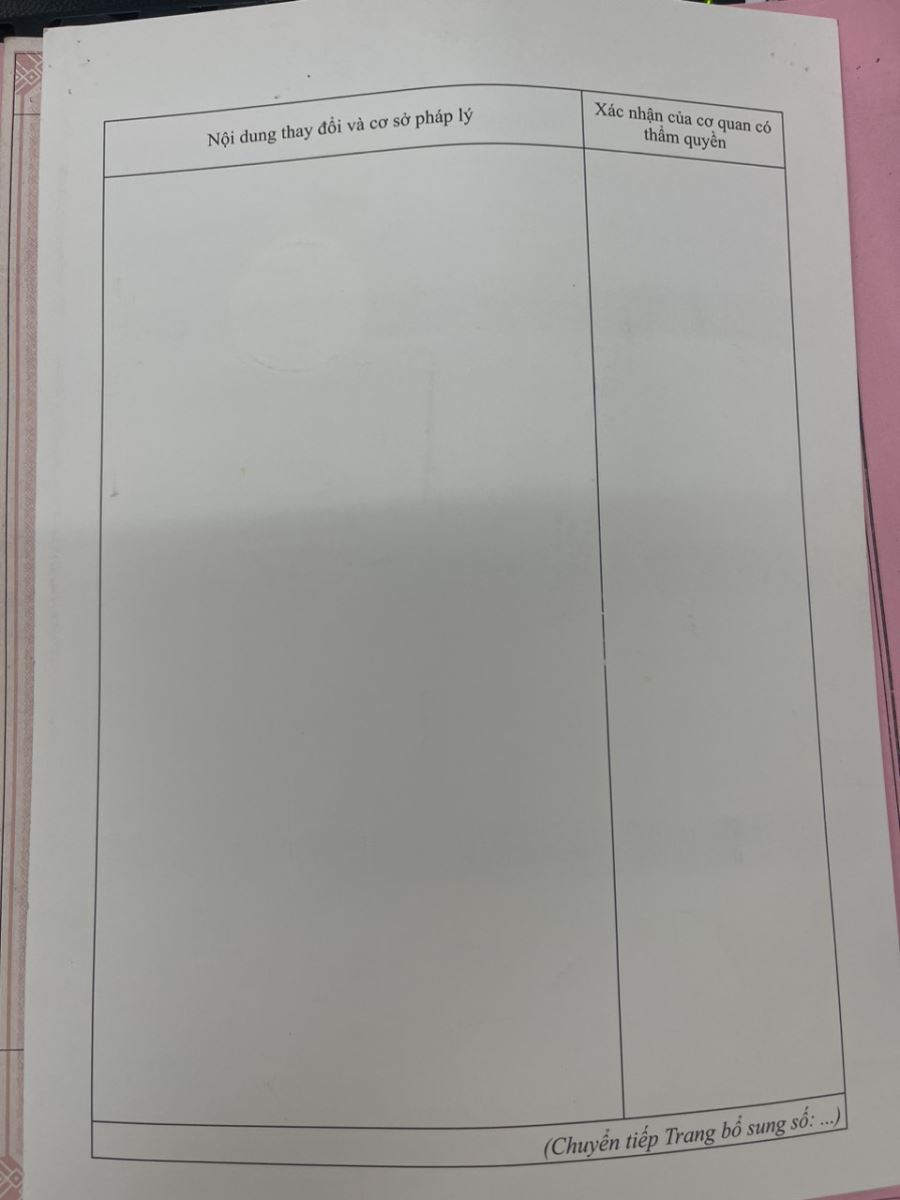 Nội dung thay đổi và cơ sở pháp lý
Xác nhận của cơ quan có
thẩm quyền
(Chuyển tiếp Trang bổ sung số: ...)